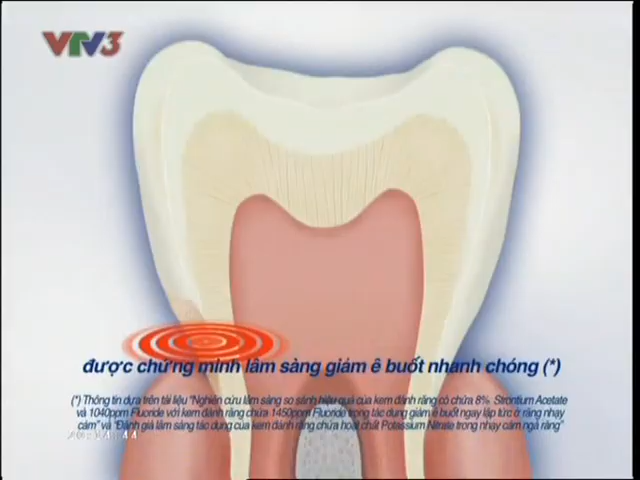 VTV3
được chứng minh lâm sàng giảm ê buốt nhanh chóng (*)
(*) Thông tin dựa trên tài liệu "Nghiên cứu lâm sàng so sánh hiệu quả của kem đánh răng có chứa 8% Strontium Acetate
và 1040ppm Fluoride với kem đánh răng chứa 1450ppm Fluoride trong tác dụng giảm ê buốt ngay lập tức ở răng nhạy
cảm" và "Đánh giá lâm sàng tác dụng của kem đánh răng chứa hoạt chất Potassium Nitrate trong nhạy cảm ngà răng"